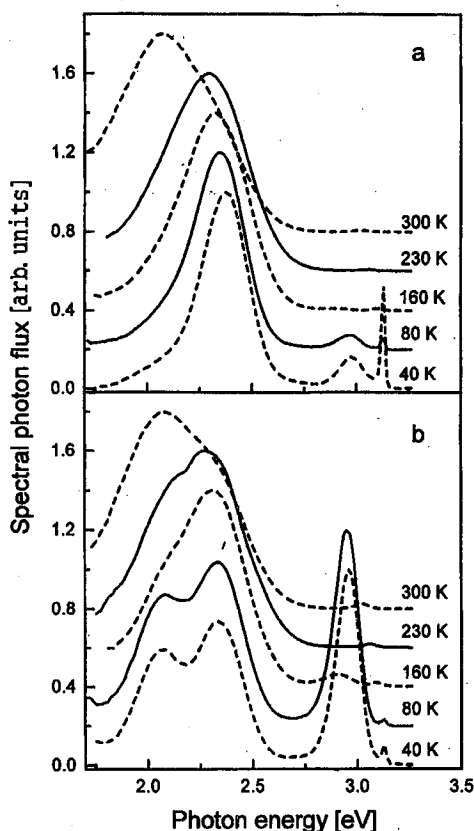 a
1.6
1.2
0.8
0.4
0.0
300 K
230 K
160 K
80 K
40 K
Spectral photon flux [arb. units]
b
1.6
1.2
0.8
0.4
0.0
300 K
230 K
160 K
80 K
40 K
2.0 2.5 3.0 3.5
Photon energy [eV]